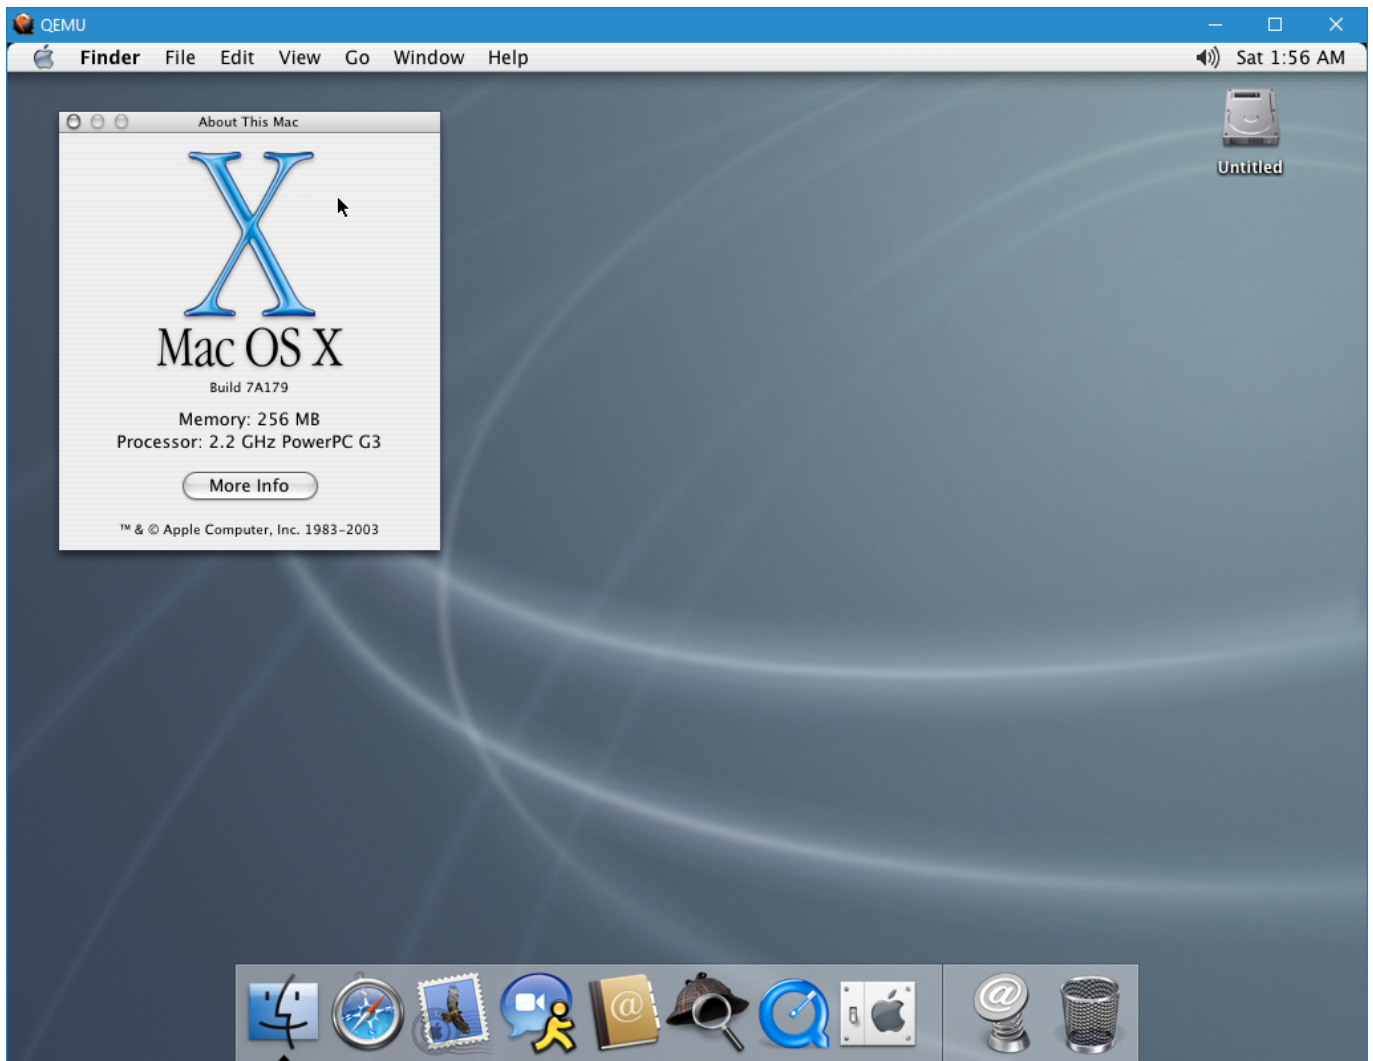 QEMU
Finder File Edit View Go Window Help Sat 1:56 AM
About This Mac
X
Mac OS X
Build 7A179
Memory: 256 MB
Processor: 2.2 GHz PowerPC G3
More Info
™ & © Apple Computer, Inc. 1983-2003
Untitled
@
@